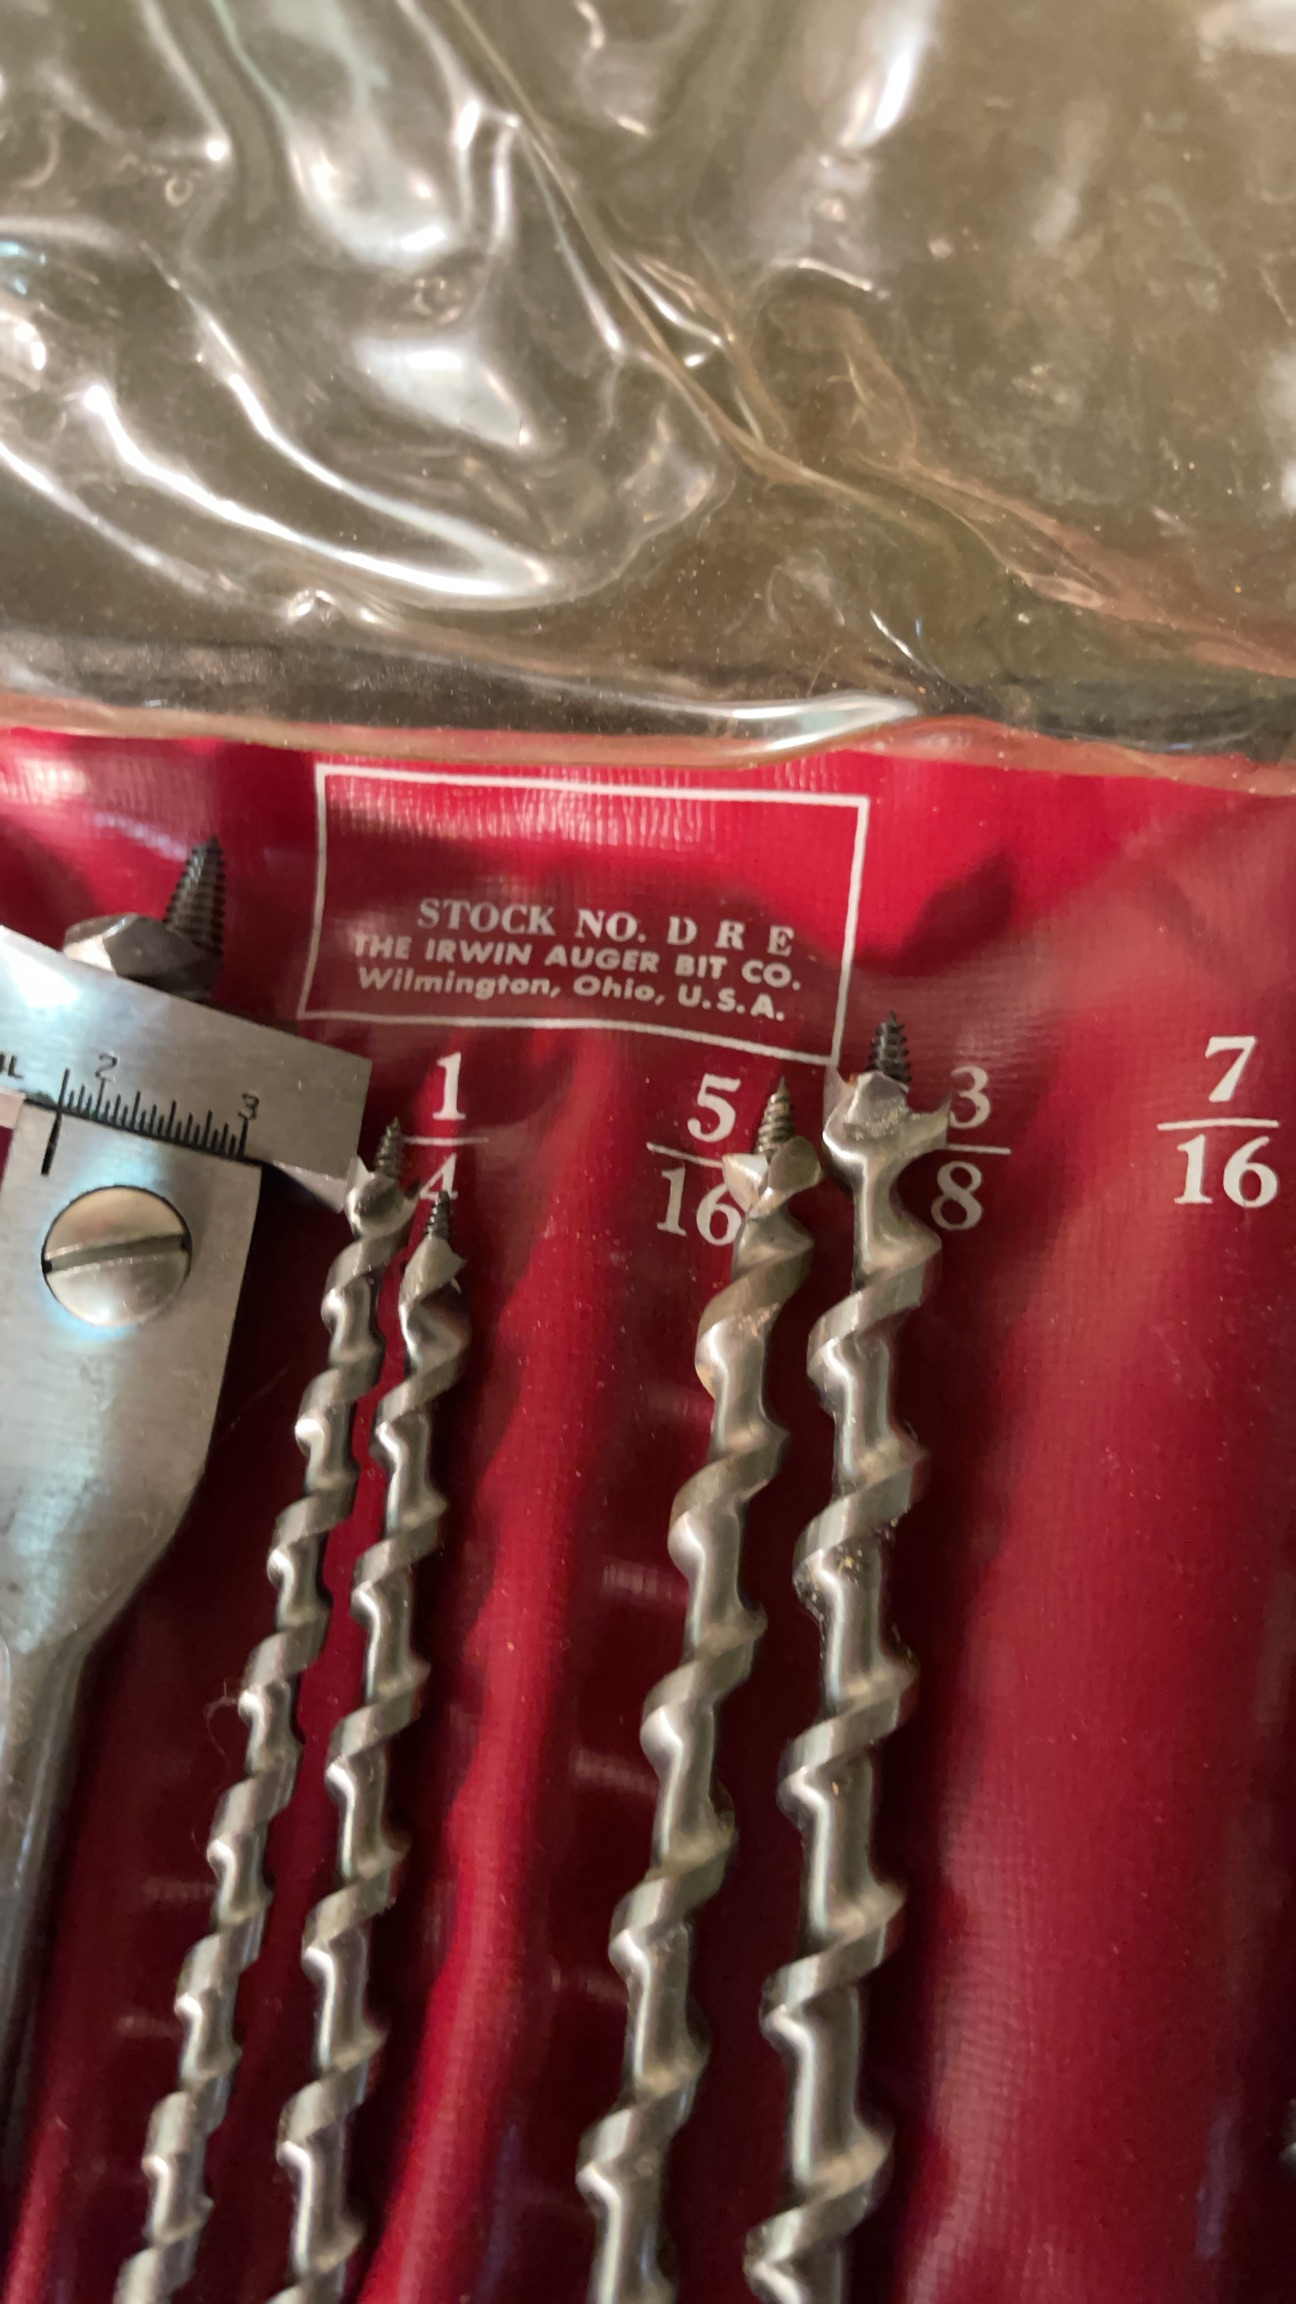 STOCK NO. D R E
THE IRWIN AUGER BIT CO.
Wilmington, Ohio, U.S.A.
1/4
5/16
3/8
7/16
2
3